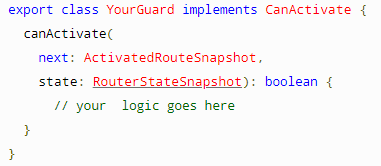 export class YourGuard implements CanActivate {
canActivate(
next: ActivatedRouteSnapshot,
state: RouterStateSnapshot): boolean {
// your logic goes here
}
}